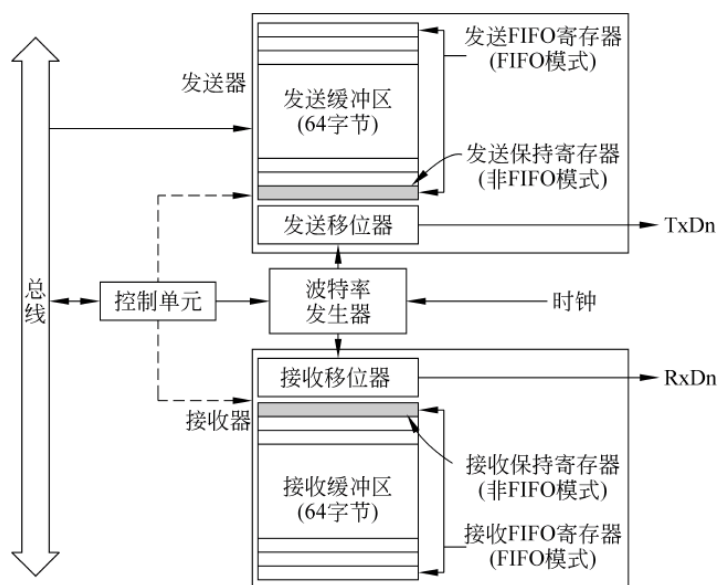 发送FIFO寄存器
(FIFO模式)
发送器
发送缓冲区
(64字节)
发送保持寄存器
(非FIFO模式)
发送移位器
TxDn
总线
控制单元
波特率
发生器
时钟
接收移位器
RxDn
接收器
接收保持寄存器
(非FIFO模式)
接收缓冲区
(64字节)
接收FIFO寄存器
(FIFO模式)